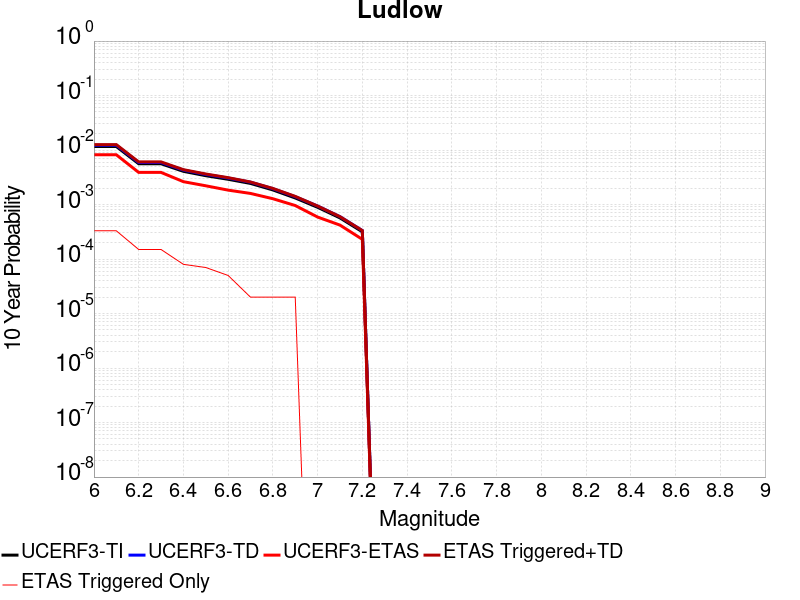 Ludlow
10 Year Probability
10^0
10^-1
10^-2
10^-3
10^-4
10^-5
10^-6
10^-7
10^-8
6 6.2 6.4 6.6 6.8 7 7.2 7.4 7.6 7.8 8 8.2 8.4 8.6 8.8 9
Magnitude
UCERF3-TI UCERF3-TD UCERF3-ETAS ETAS Triggered+TD
ETAS Triggered Only